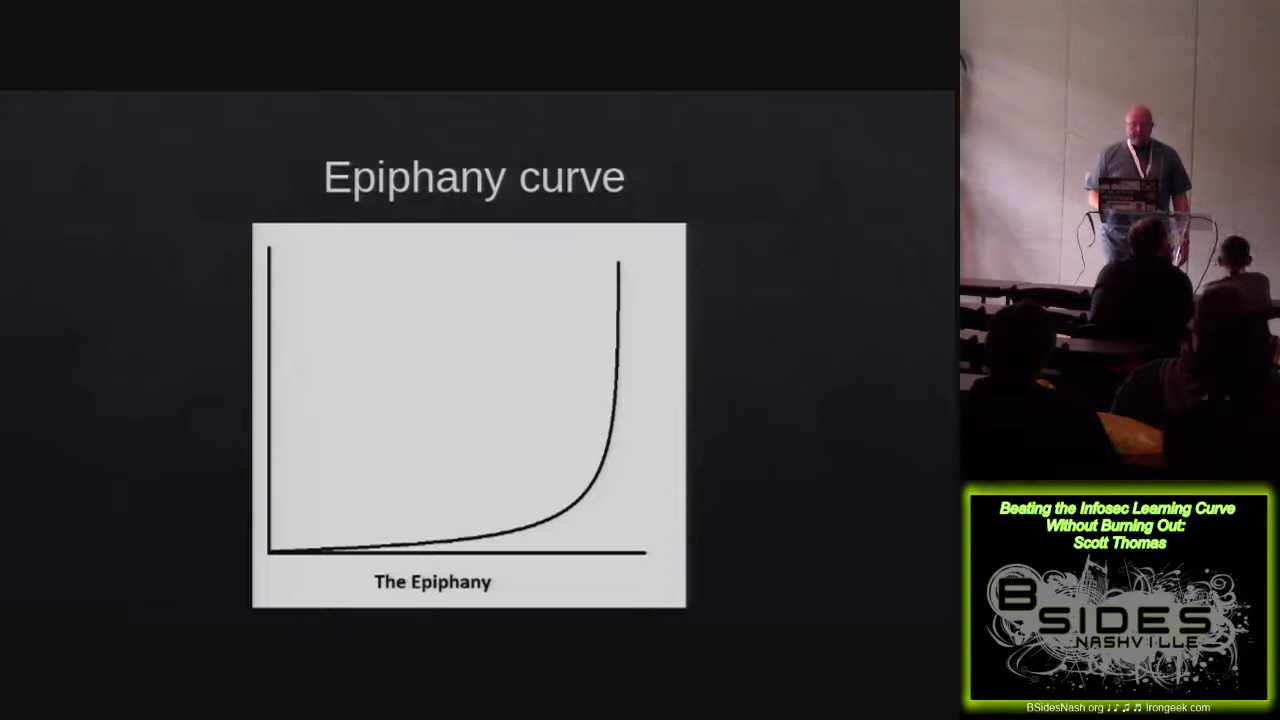 Epiphany curve
The Epiphany
Beating the Infosec Learning Curve
Without Burning Out:
Scott Thomas
BSIDES
NASHVILLE
BSidesNash.org ♩ ♪ ♫ ♬ Irongeek.com